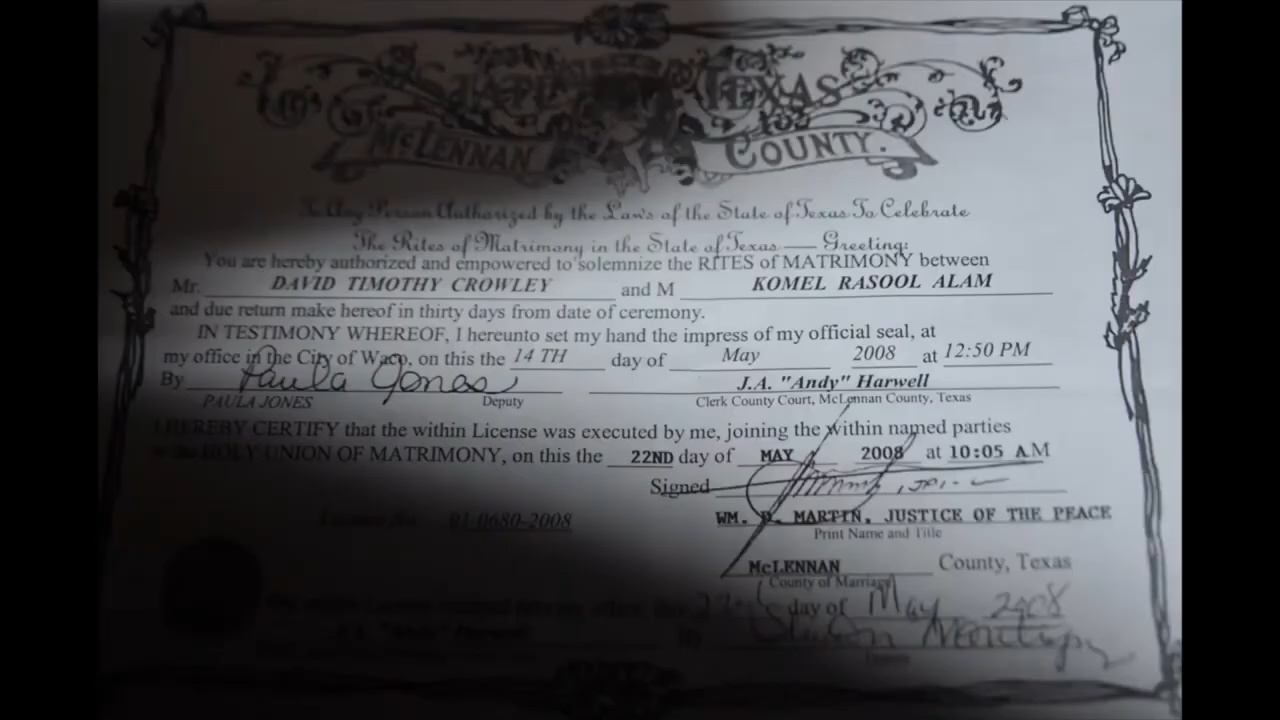 STATE OF TEXAS
McLENNAN COUNTY.
To Any Person Authorized by the Laws of the State of Texas To Celebrate
The Rites of Matrimony in the State of Texas — Greeting:
You are hereby authorized and empowered to solemnize the RITES of MATRIMONY between
Mr. DAVID TIMOTHY CROWLEY and M KOMEL RASOOL ALAM
and due return make hereof in thirty days from date of ceremony.
IN TESTIMONY WHEREOF, I hereunto set my hand the impress of my official seal, at
my office in the City of Waco, on this the 14 TH day of May 2008 at 12:50 PM
By Paula Jones J.A. "Andy" Harwell
PAULA JONES Deputy Clerk County Court, McLennan County, Texas
I HEREBY CERTIFY that the within License was executed by me, joining the within named parties
HOLY UNION OF MATRIMONY, on this the 22ND day of MAY 2008 at 10:05 A.M
Signed
License No. 81-0680-2008 WM. D. MARTIN, JUSTICE OF THE PEACE
Print Name and Title
McLENNAN County, Texas
County of Marriage
day of May 2008
"Andy" Harwell By
Deputy